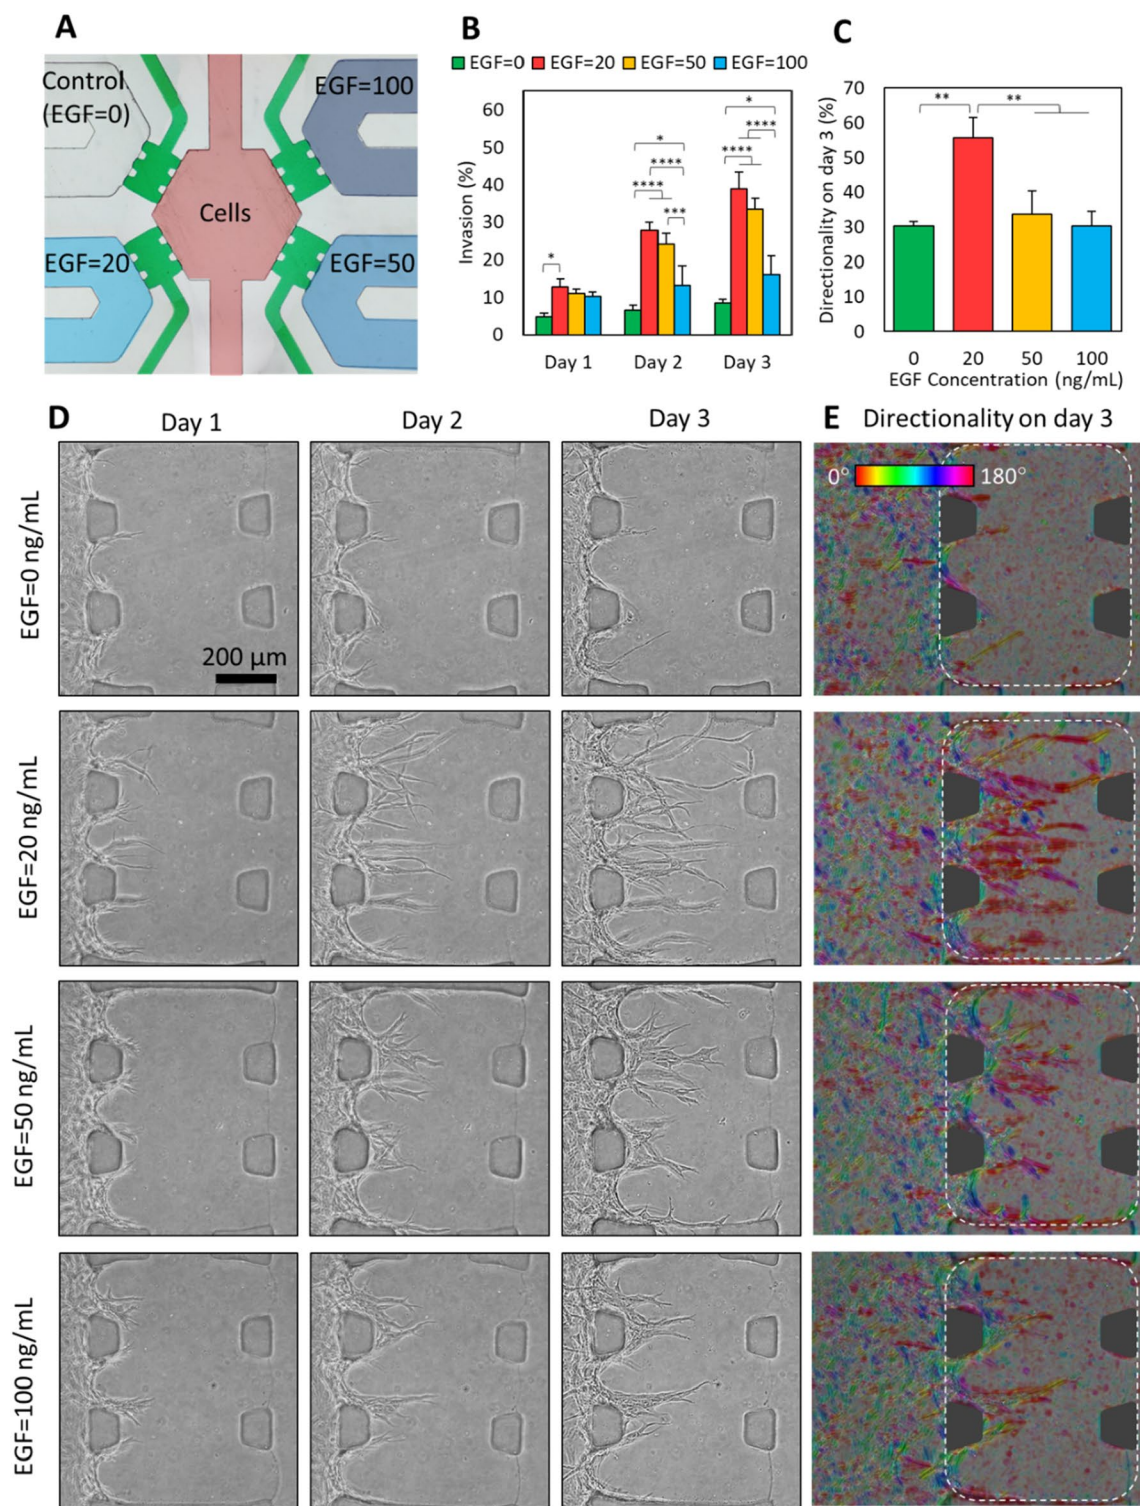 A
Control
(EGF=0)
EGF=100
Cells
EGF=20
EGF=50
B
EGF=0 EGF=20 EGF=50 EGF=100
Invasion (%)
60
50
40
30
20
10
0
*
*
****
****
***
*
****
****
Day 1 Day 2 Day 3
C
Directionality on day 3 (%)
70
60
50
40
30
20
10
0
** **
0 20 50 100
EGF Concentration (ng/mL)
D
Day 1 Day 2 Day 3
EGF=0 ng/mL
200 µm
EGF=20 ng/mL
EGF=50 ng/mL
EGF=100 ng/mL
E Directionality on day 3
0° 180°